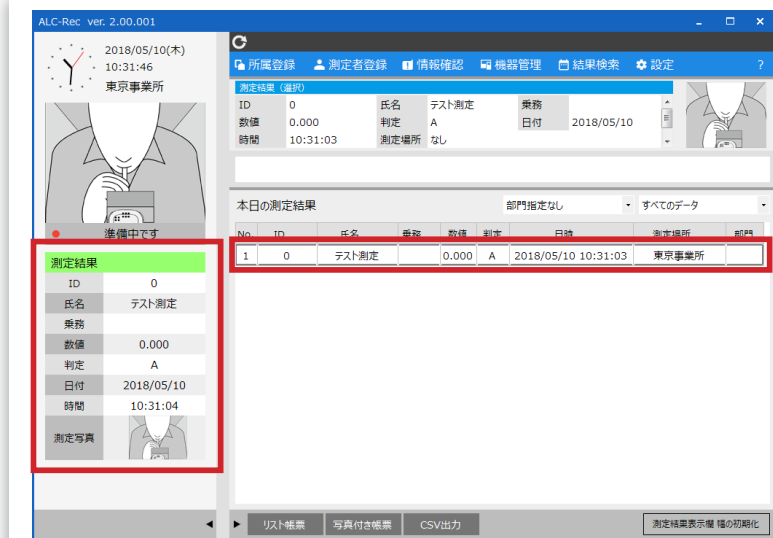 ALC-Rec ver. 2.00.001
2018/05/10(木)
10:31:46
東京事業所
準備中です
測定結果
ID 0
氏名 テスト測定
乗務
数値 0.000
判定 A
日付 2018/05/10
時間 10:31:04
測定写真
所属登録 測定者登録 情報確認 機器管理 結果検索 設定 ?
測定結果 (選択)
ID 0 氏名 テスト測定 乗務
数値 0.000 判定 A 日付 2018/05/10
時間 10:31:03 測定場所 なし
本日の測定結果 部門指定なし すべてのデータ
No. ID 氏名 乗務 数値 判定 日時 測定場所 部門
1 0 テスト測定 0.000 A 2018/05/10 10:31:03 東京事業所
リスト帳票 写真付き帳票 CSV出力 測定結果表示欄 幅の初期化